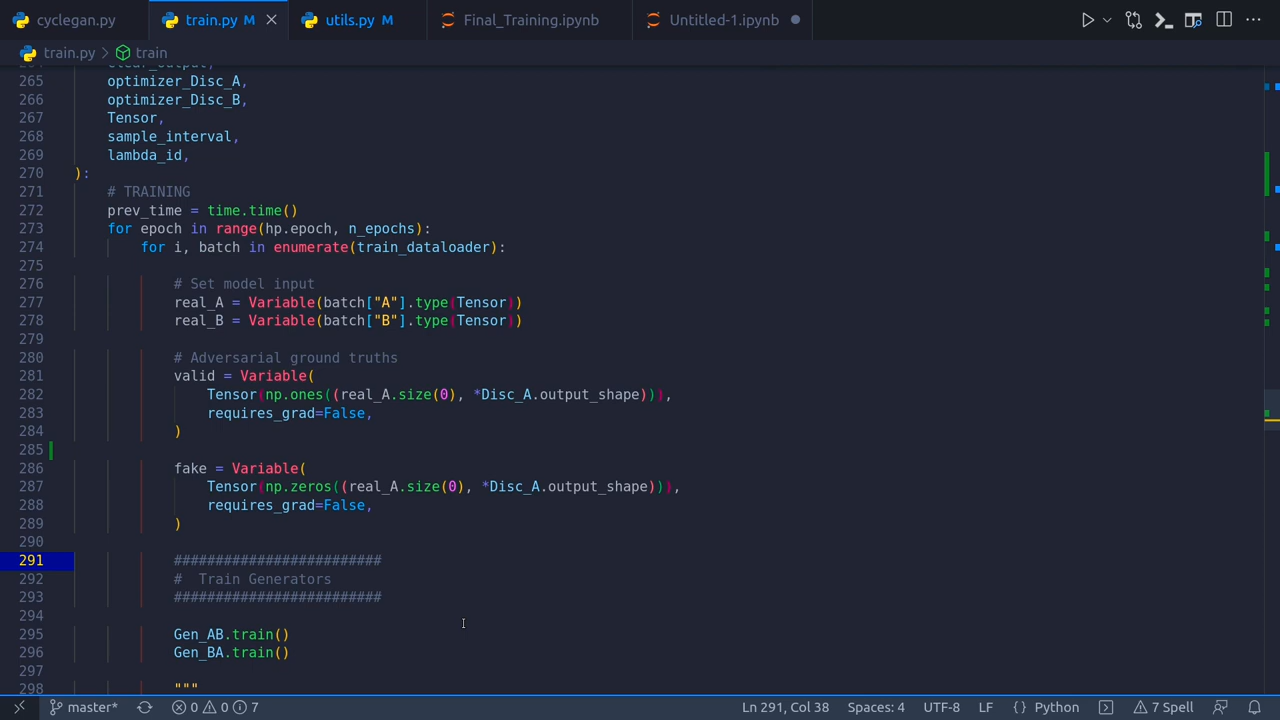 cyclegan.py
train.py M
utils.py M
Final_Training.ipynb
Untitled-1.ipynb
train.py > train
265 optimizer_Disc_A,
266 optimizer_Disc_B,
267 Tensor,
268 sample_interval,
269 lambda_id,
270 ):
271 # TRAINING
272 prev_time = time.time()
273 for epoch in range(hp.epoch, n_epochs):
274 for i, batch in enumerate(train_dataloader):
275
276 # Set model input
277 real_A = Variable(batch["A"].type(Tensor))
278 real_B = Variable(batch["B"].type(Tensor))
279
280 # Adversarial ground truths
281 valid = Variable(
282 Tensor(np.ones((real_A.size(0), *Disc_A.output_shape))),
283 requires_grad=False,
284 )
285
286 fake = Variable(
287 Tensor(np.zeros((real_A.size(0), *Disc_A.output_shape))),
288 requires_grad=False,
289 )
290
291 #########################
292 #  Train Generators
293 #########################
294
295 Gen_AB.train()
296 Gen_BA.train()
297
298 """
master* 0 0 7 Ln 291, Col 38 Spaces: 4 UTF-8 LF {} Python 7 Spell